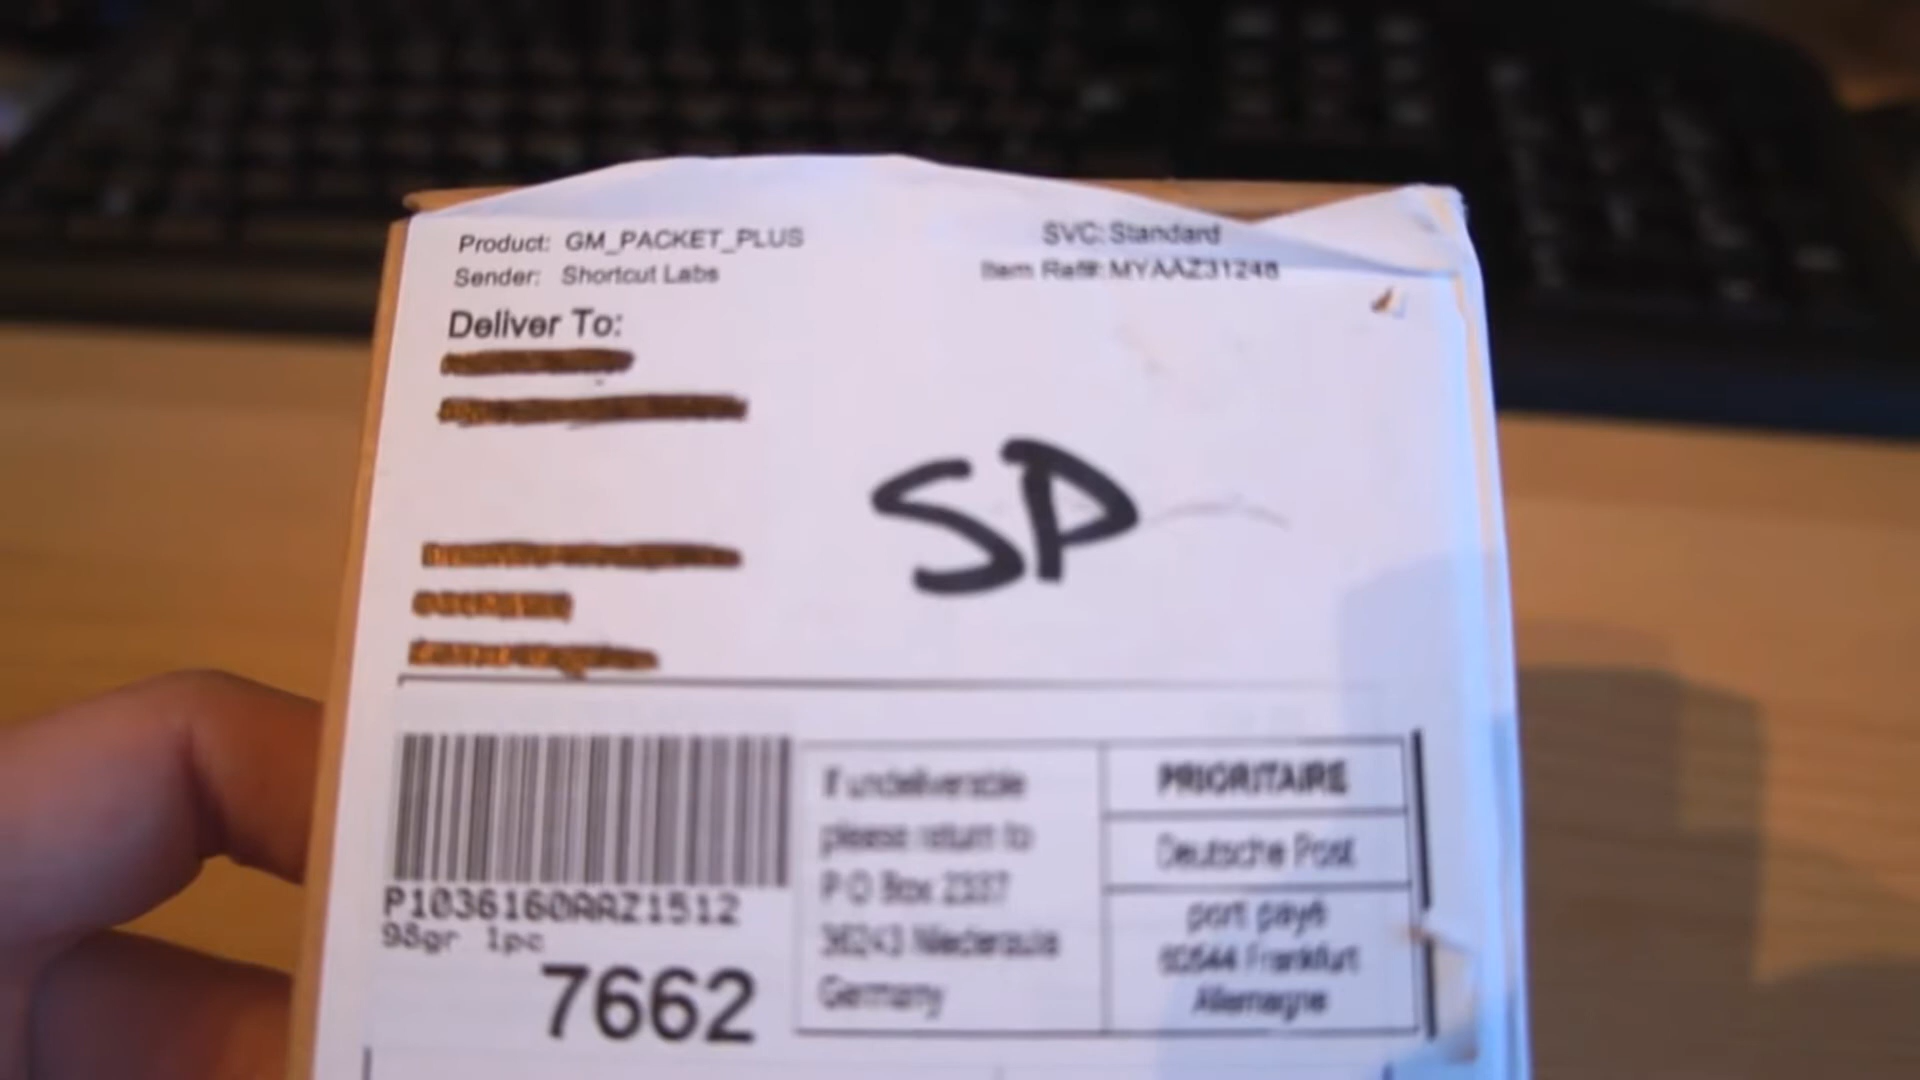 Product: GM_PACKET_PLUS
SVC: Standard
Sender: Shortcut Labs
Item Ref#: MYAAZ31248
Deliver To:
SP
P1036160AAZ1512
98gr 1pc
7662
If undeliverable
please return to
P O Box 2337
36243 Niederaula
Germany
PRIORITAIRE
Deutsche Post
port payé
60544 Frankfurt
Allemagne